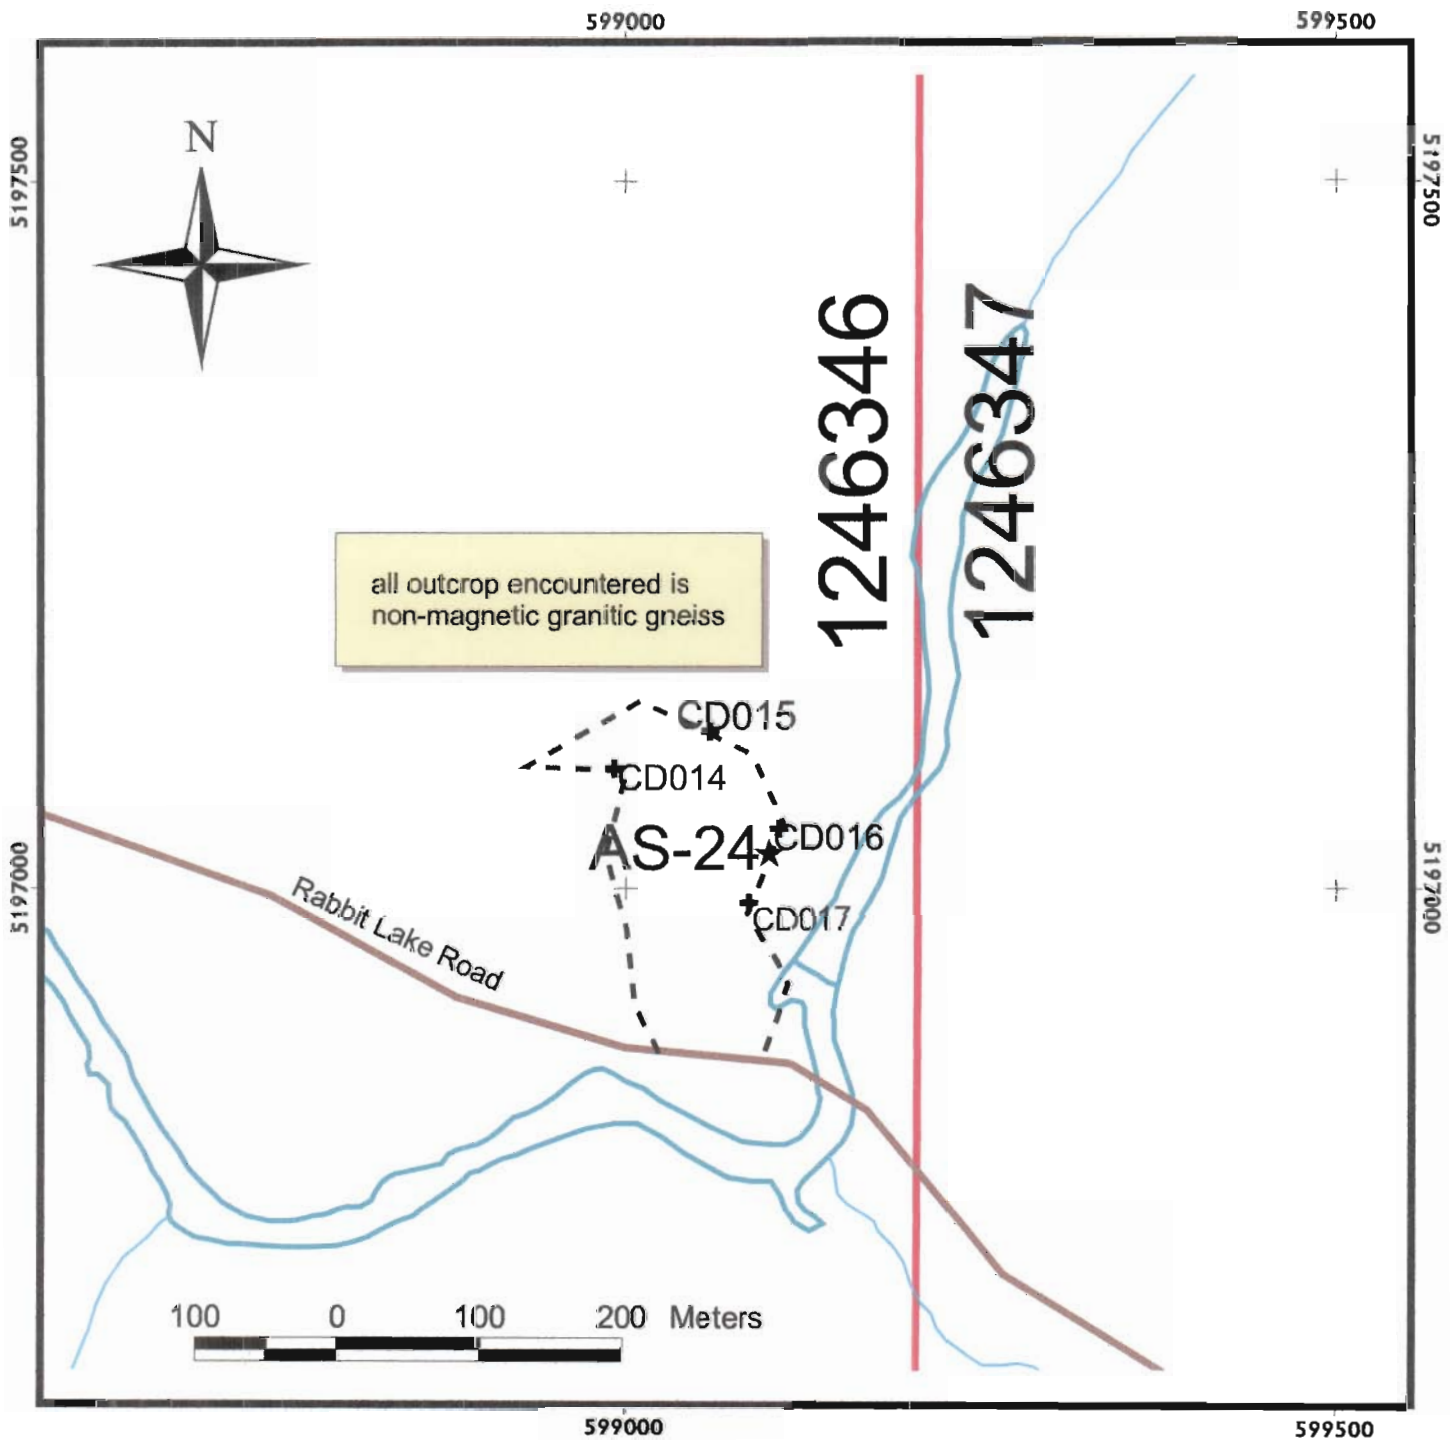 599000
599500
N
5197500
5197500
1246346
1246347
all outcrop encountered is
non-magnetic granitic gneiss
CD015
CD014
AS-24
CD016
CD017
5197000
5197000
Rabbit Lake Road
100 0 100 200 Meters
599000
599500